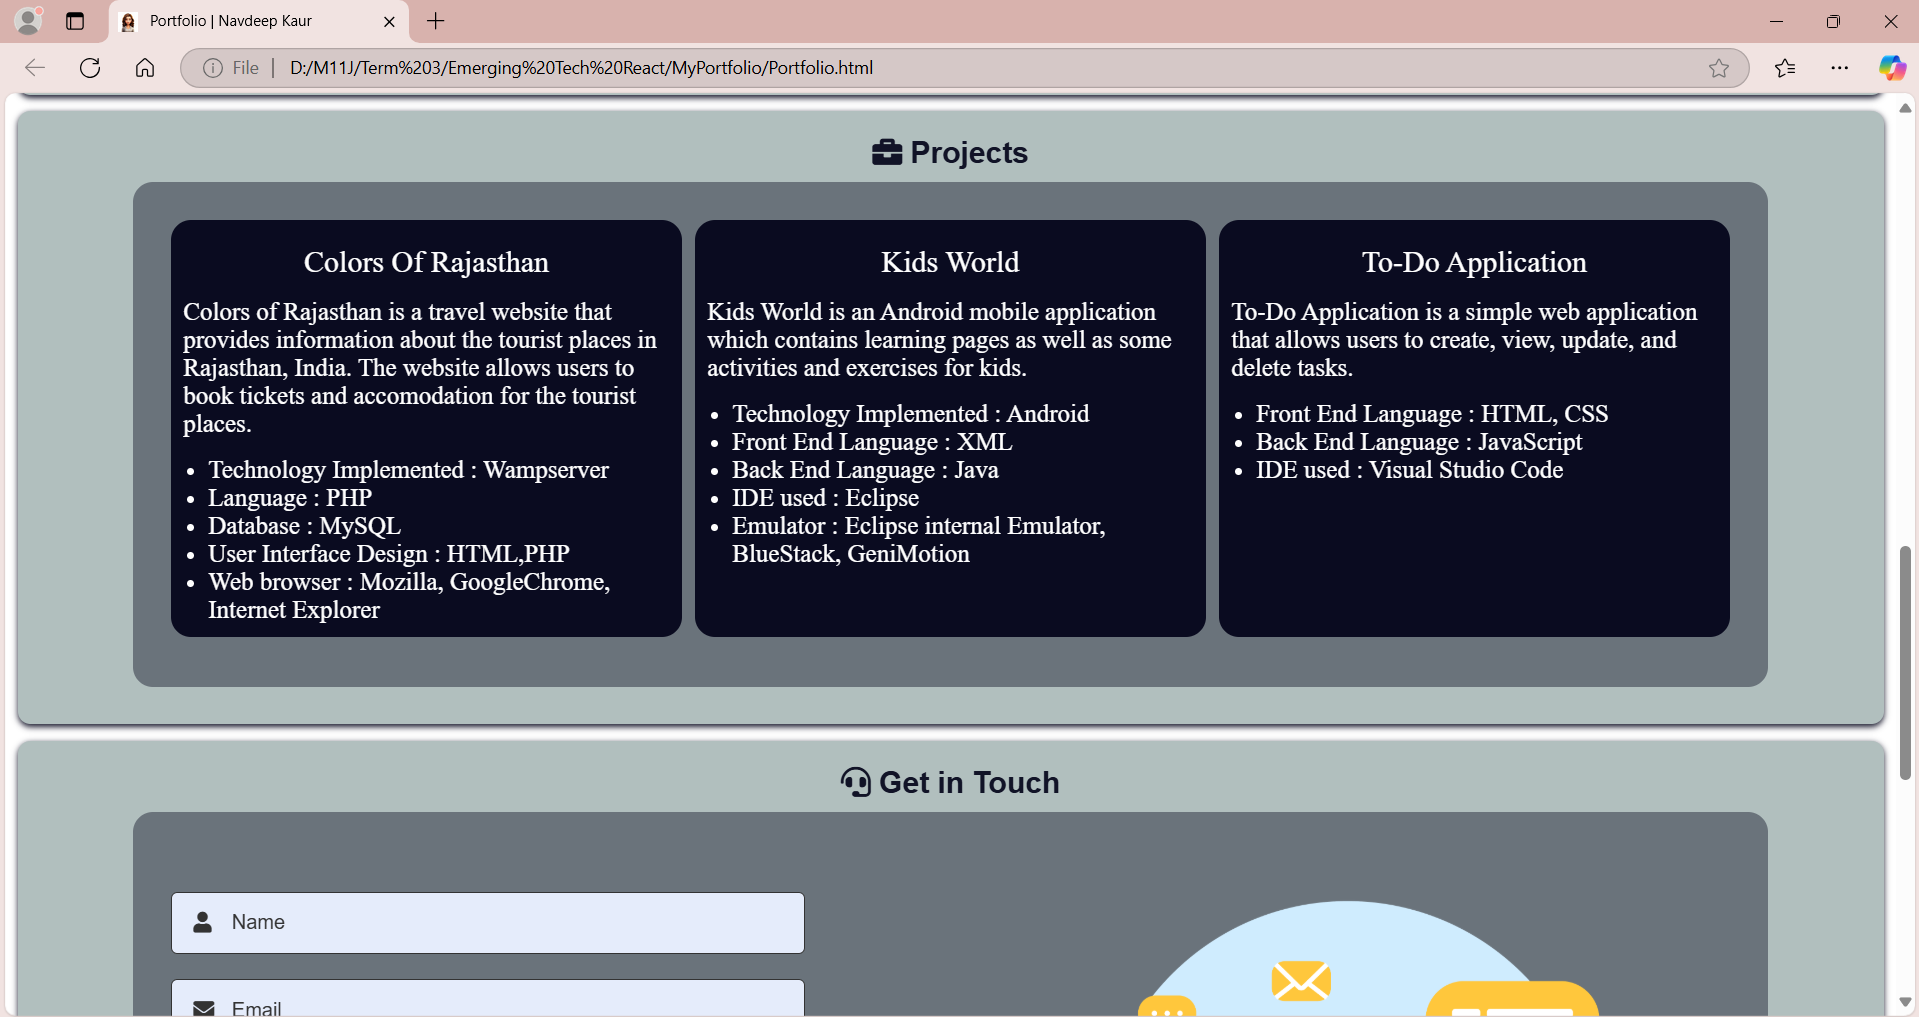 Portfolio | Navdeep Kaur
File
D:/M11J/Term%203/Emerging%20Tech%20React/MyPortfolio/Portfolio.html
Projects
Colors Of Rajasthan
Colors of Rajasthan is a travel website that
provides information about the tourist places in
Rajasthan, India. The website allows users to
book tickets and accomodation for the tourist
places.
• Technology Implemented : Wampserver
• Language : PHP
• Database : MySQL
• User Interface Design : HTML,PHP
• Web browser : Mozilla, GoogleChrome,
Internet Explorer
Kids World
Kids World is an Android mobile application
which contains learning pages as well as some
activities and exercises for kids.
• Technology Implemented : Android
• Front End Language : XML
• Back End Language : Java
• IDE used : Eclipse
• Emulator : Eclipse internal Emulator,
BlueStack, GeniMotion
To-Do Application
To-Do Application is a simple web application
that allows users to create, view, update, and
delete tasks.
• Front End Language : HTML, CSS
• Back End Language : JavaScript
• IDE used : Visual Studio Code
Get in Touch
Name
Email